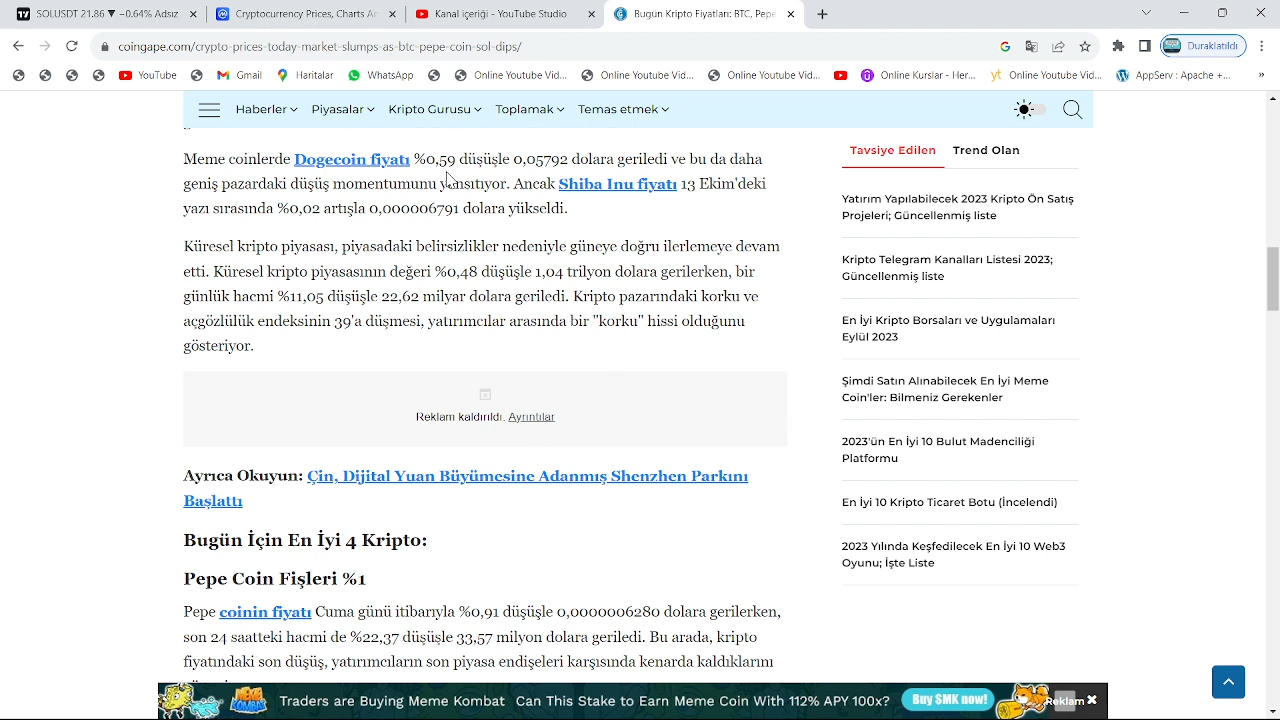 SOLUSDT 21.65 ▼ −0.64% Adsız
Cryptocurrency Prices, Charts An
Kanal içeriği - YouTube Studio
Bugün Kripto Fiyatları: BTC, Pepe
coingape.com/crypto-prices-today-market-slumps-as-btc-pepe-coin-sol-dips/
Duraklatıldı
YouTube
Gmail
Haritalar
WhatsApp
Online Youtube Vid...
Online Youtube Vid...
Online Youtube Vid...
Online Kurslar - Her...
yt Online Youtube Vid...
AppServ : Apache +...
»
Haberler
Piyasalar
Kripto Gurusu
Toplamak
Temas etmek
Meme coinlerde Dogecoin fiyatı %0,59 düşüşle 0,05792 dolara geriledi ve bu da daha
geniş pazardaki düşüş momentumunu yansıtıyor. Ancak Shiba Inu fiyatı 13 Ekim'deki
yazı sırasında %0,02 artışla 0,000006791 dolara yükseldi.
Küresel kripto piyasası, piyasadaki belirsizlikler nedeniyle güneye doğru ilerlemeye devam
etti. Küresel kripto piyasasının değeri %0,48 düşüşle 1,04 trilyon dolara gerilerken, bir
günlük hacmi %11,05 düşüşle 22,62 milyar dolara geriledi. Kripto pazarındaki korku ve
açgözlülük endeksinin 39'a düşmesi, yatırımcılar arasında bir "korku" hissi olduğunu
gösteriyor.
Reklam kaldırıldı. Ayrıntılar
Ayrıca Okuyun: Çin, Dijital Yuan Büyümesine Adanmış Shenzhen Parkını
Başlattı
Bugün İçin En İyi 4 Kripto:
Pepe Coin Fişleri %1
Pepe coinin fiyatı Cuma günü itibarıyla %0,91 düşüşle 0,0000006280 dolara gerilerken,
son 24 saatteki hacmi de %22,37 düşüşle 33,57 milyon dolara geriledi. Bu arada, kripto
fiyatındaki son düşüş, yatırımcıların son piyasa endişeleri karşısında kenarda kaldıklarını
Tavsiye Edilen
Trend Olan
Yatırım Yapılabilecek 2023 Kripto Ön Satış
Projeleri; Güncellenmiş liste
Kripto Telegram Kanalları Listesi 2023;
Güncellenmiş liste
En İyi Kripto Borsaları ve Uygulamaları
Eylül 2023
Şimdi Satın Alınabilecek En İyi Meme
Coin'ler: Bilmeniz Gerekenler
2023'ün En İyi 10 Bulut Madenciliği
Platformu
En İyi 10 Kripto Ticaret Botu (İncelendi)
2023 Yılında Keşfedilecek En İyi 10 Web3
Oyunu; İşte Liste
MEME KOMBAT
Traders are Buying Meme Kombat
Can This Stake to Earn Meme Coin With 112% APY 100x?
Buy $MK now!
Reklam